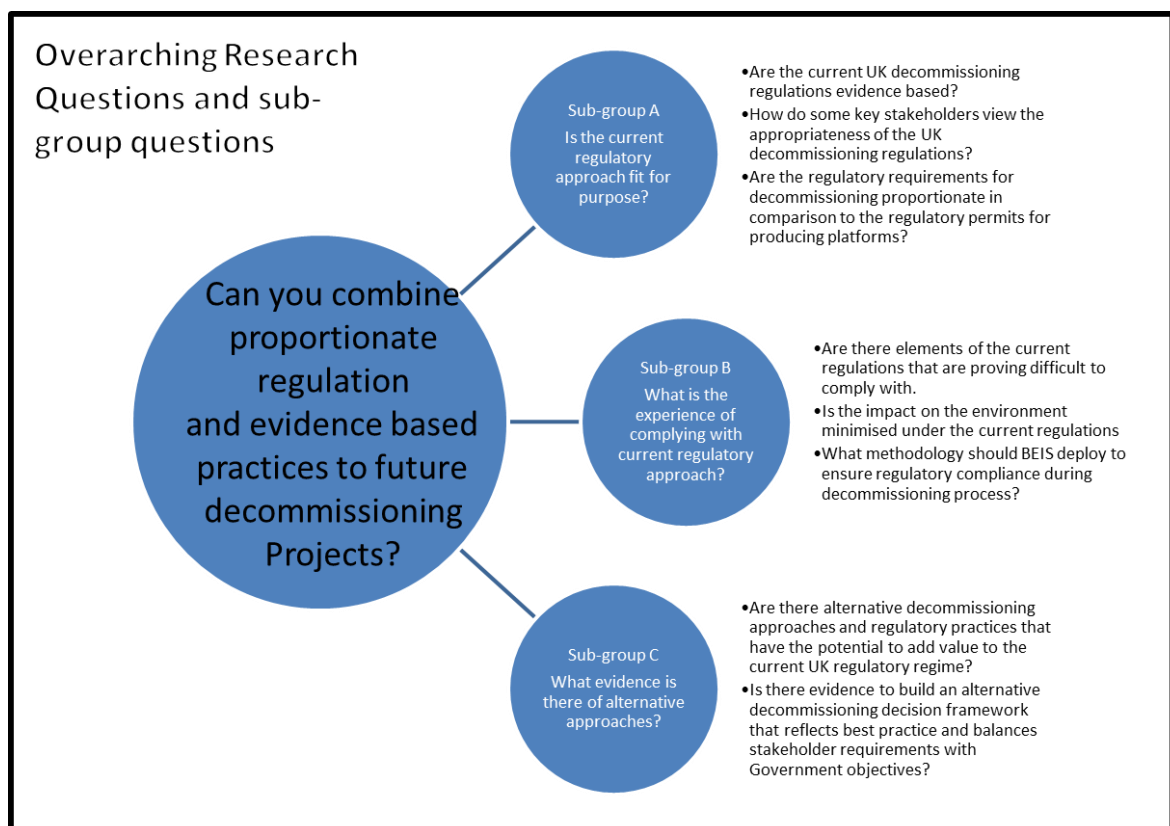 Overarching Research
Questions and sub-
group questions
Can you combine
proportionate
regulation
and evidence based
practices to future
decommissioning
Projects?
Sub-group A
Is the current
regulatory
approach fit for
purpose?
•Are the current UK decommissioning
regulations evidence based?
•How do some key stakeholders view the
appropriateness of the UK
decommissioning regulations?
•Are the regulatory requirements for
decommissioning proportionate in
comparison to the regulatory permits for
producing platforms?
Sub-group B
What is the
experience of
complying with
current regulatory
approach?
•Are there elements of the current
regulations that are proving difficult to
comply with.
•Is the impact on the environment
minimised under the current regulations
•What methodology should BEIS deploy to
ensure regulatory compliance during
decommissioning process?
Sub-group C
What evidence is
there of alternative
approaches?
•Are there alternative decommissioning
approaches and regulatory practices that
have the potential to add value to the
current UK regulatory regime?
•Is there evidence to build an alternative
decommissioning decision framework
that reflects best practice and balances
stakeholder requirements with
Government objectives?